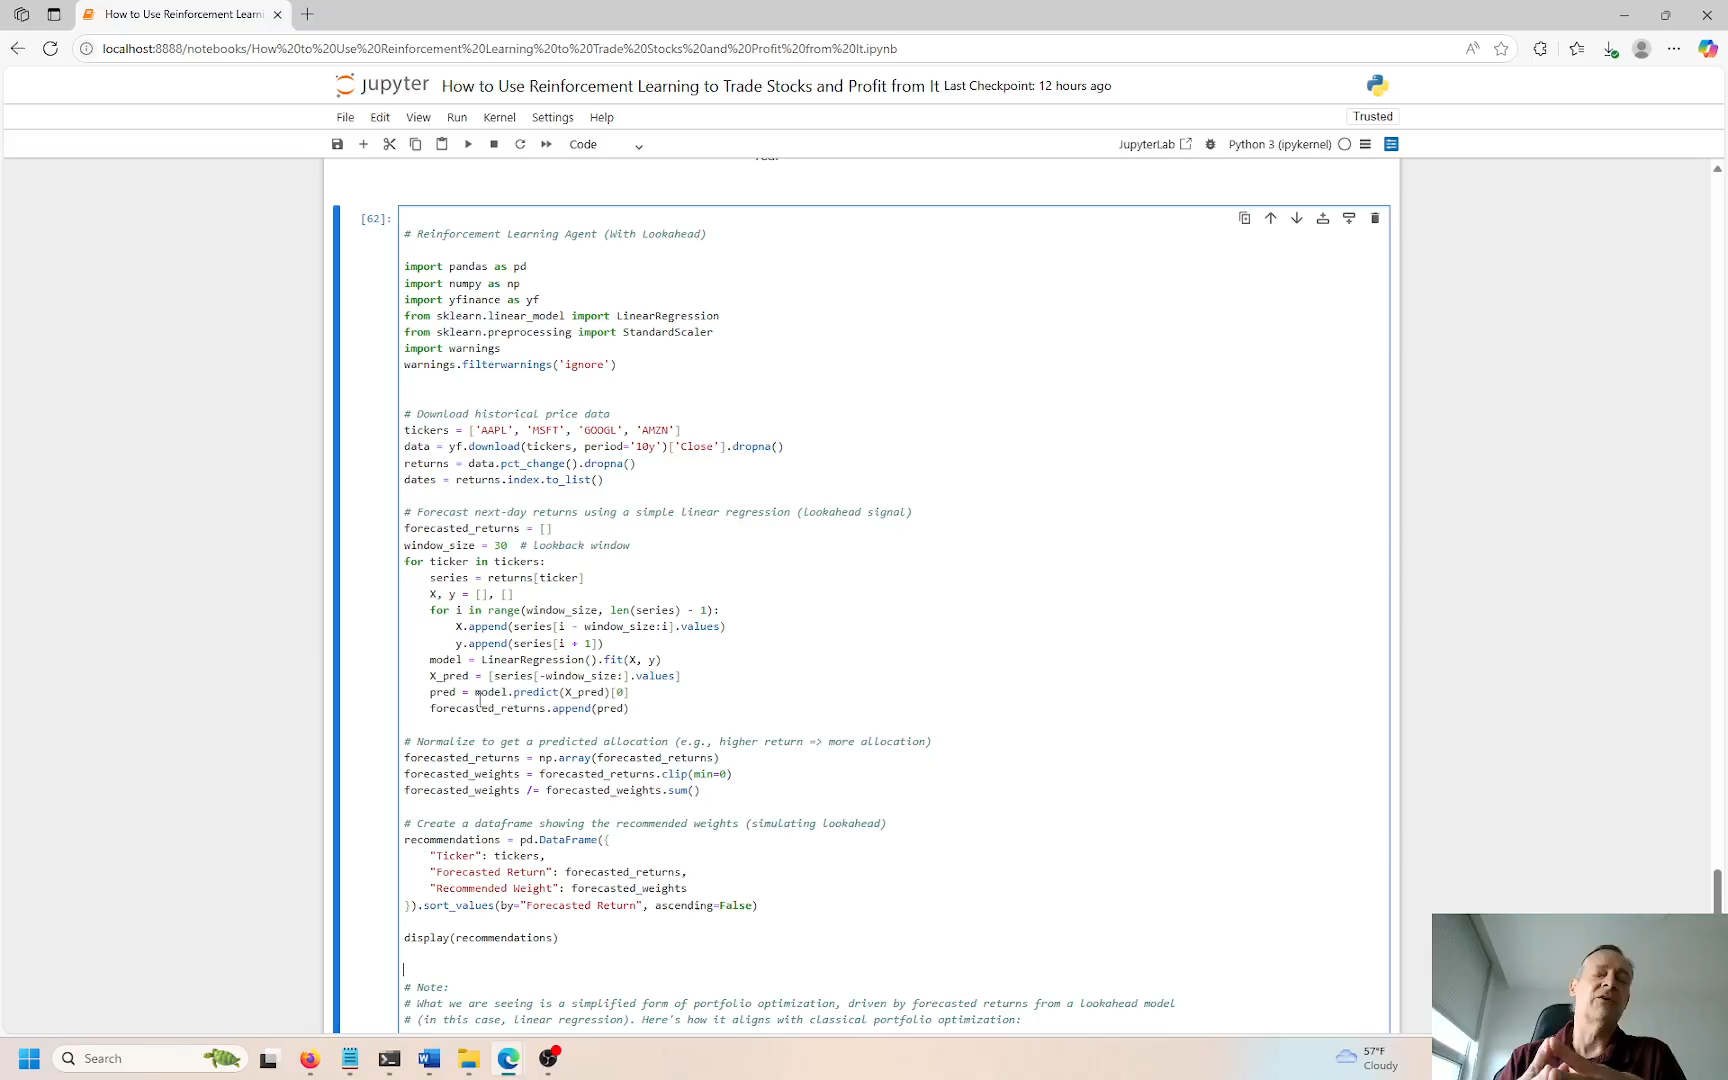 How to Use Reinforcement Learni
localhost:8888/notebooks/How%20to%20Use%20Reinforcement%20Learning%20to%20Trade%20Stocks%20and%20Profit%20from%20It.ipynb
jupyter How to Use Reinforcement Learning to Trade Stocks and Profit from It Last Checkpoint: 12 hours ago
File Edit View Run Kernel Settings Help
Trusted
Code
JupyterLab
Python 3 (ipykernel)
[62]:
# Reinforcement Learning Agent (With Lookahead)
import pandas as pd
import numpy as np
import yfinance as yf
from sklearn.linear_model import LinearRegression
from sklearn.preprocessing import StandardScaler
import warnings
warnings.filterwarnings('ignore')
# Download historical price data
tickers = ['AAPL', 'MSFT', 'GOOGL', 'AMZN']
data = yf.download(tickers, period='10y')['Close'].dropna()
returns = data.pct_change().dropna()
dates = returns.index.to_list()
# Forecast next-day returns using a simple linear regression (lookahead signal)
forecasted_returns = []
window_size = 30 # lookback window
for ticker in tickers:
series = returns[ticker]
X, y = [], []
for i in range(window_size, len(series) - 1):
X.append(series[i - window_size:i].values)
y.append(series[i + 1])
model = LinearRegression().fit(X, y)
X_pred = [series[-window_size:].values]
pred = model.predict(X_pred)[0]
forecasted_returns.append(pred)
# Normalize to get a predicted allocation (e.g., higher return => more allocation)
forecasted_returns = np.array(forecasted_returns)
forecasted_weights = forecasted_returns.clip(min=0)
forecasted_weights /= forecasted_weights.sum()
# Create a dataframe showing the recommended weights (simulating lookahead)
recommendations = pd.DataFrame({
"Ticker": tickers,
"Forecasted Return": forecasted_returns,
"Recommended Weight": forecasted_weights
}).sort_values(by="Forecasted Return", ascending=False)
display(recommendations)
# Note:
# What we are seeing is a simplified form of portfolio optimization, driven by forecasted returns from a lookahead model
# (in this case, linear regression). Here's how it aligns with classical portfolio optimization:
Search
57°F
Cloudy